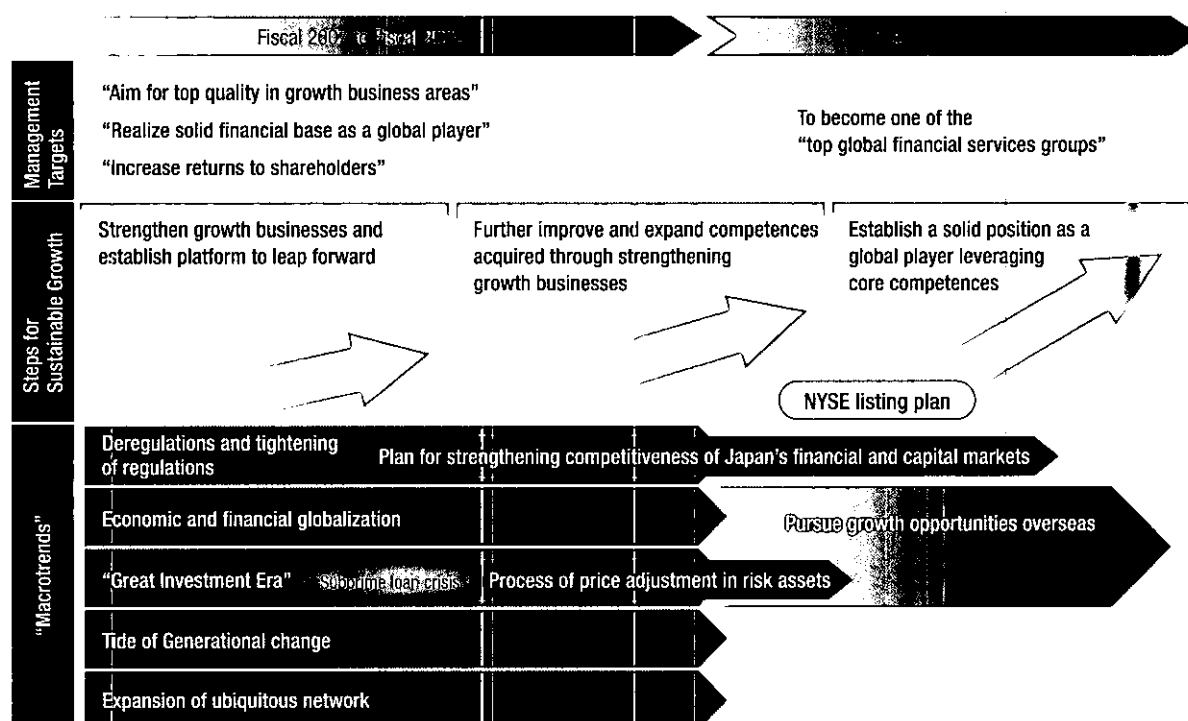 Fiscal to Fiscal
Management
Targets
“Aim for top quality in growth business areas”
“Realize solid financial base as a global player”
“Increase returns to shareholders”
To become one of the
“top global financial services groups”
Steps for
Sustainable Growth
Strengthen growth businesses and
establish platform to leap forward
Further improve and expand competences
acquired through strengthening
growth businesses
Establish a solid position as a
global player leveraging
core competences
NYSE listing plan
“Macrotrends”
Deregulations and tightening
of regulations
Plan for strengthening competitiveness of Japan’s financial and capital markets
Economic and financial globalization
Pursue growth opportunities overseas
“Great Investment Era”
Subprime loan crisis
Process of price adjustment in risk assets
Tide of Generational change
Expansion of ubiquitous network